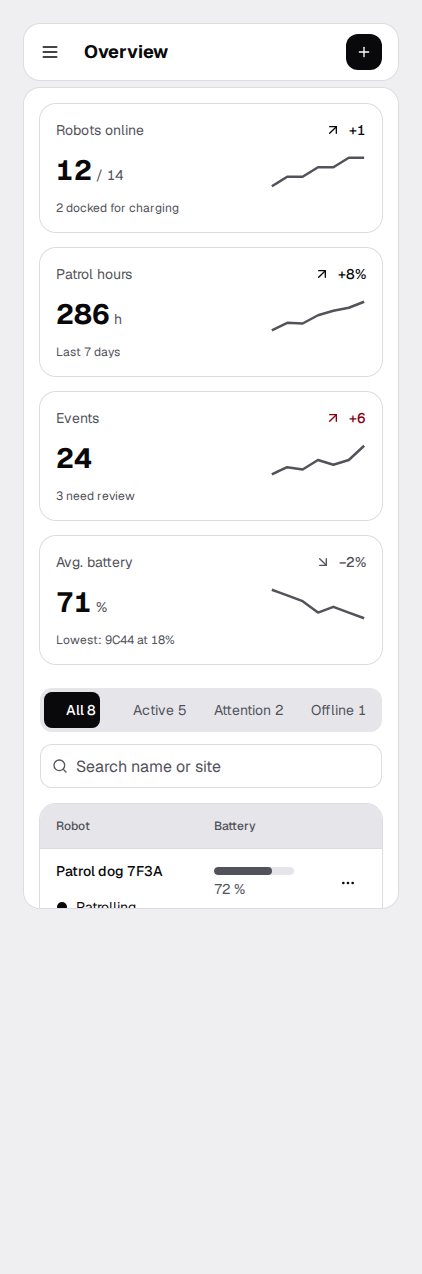 Overview
Robots online +1
12 / 14
2 docked for charging
Patrol hours +8%
286 h
Last 7 days
Events +6
24
3 need review
Avg. battery −2%
71 %
Lowest: 9C44 at 18%
All 8 Active 5 Attention 2 Offline 1
Search name or site
Robot Battery
Patrol dog 7F3A
72 %
Patrolling